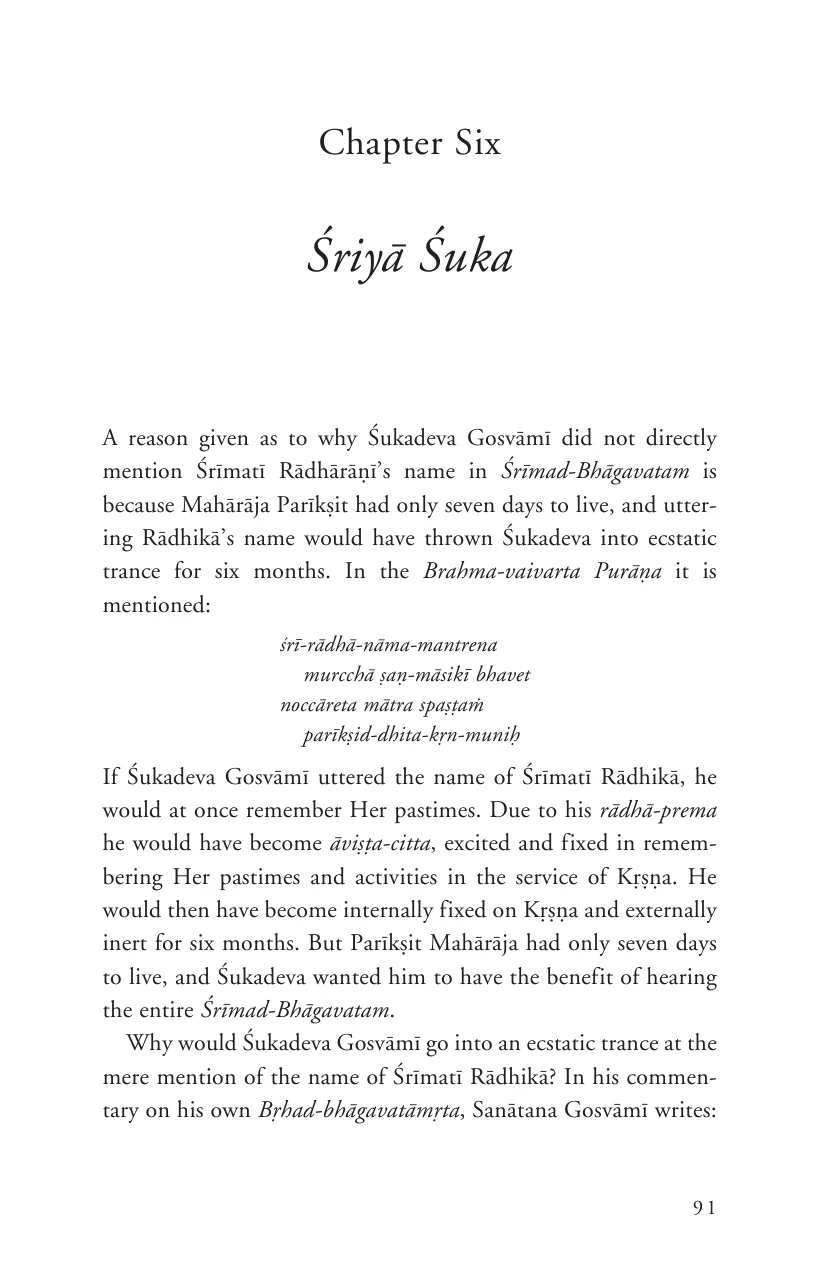 Chapter Six
Śriyā Śuka
A reason given as to why Śukadeva Gosvāmī did not directly
mention Śrīmatī Rādhārāṇī’s name in Śrīmad-Bhāgavatam is
because Mahārāja Parīkṣit had only seven days to live, and utter-
ing Rādhikā’s name would have thrown Śukadeva into ecstatic
trance for six months. In the Brahma-vaivarta Purāṇa it is
mentioned:
śrī-rādhā-nāma-mantrena
murcchā ṣaṇ-māsikī bhavet
noccāreta mātra spaṣṭaṁ
parīkṣid-dhita-kṛn-muniḥ
If Śukadeva Gosvāmī uttered the name of Śrīmatī Rādhikā, he
would at once remember Her pastimes. Due to his rādhā-prema
he would have become āviṣṭa-citta, excited and fixed in remem-
bering Her pastimes and activities in the service of Kṛṣṇa. He
would then have become internally fixed on Kṛṣṇa and externally
inert for six months. But Parīkṣit Mahārāja had only seven days
to live, and Śukadeva wanted him to have the benefit of hearing
the entire Śrīmad-Bhāgavatam.
Why would Śukadeva Gosvāmī go into an ecstatic trance at the
mere mention of the name of Śrīmatī Rādhikā? In his commen-
tary on his own Bṛhad-bhāgavatāmṛta, Sanātana Gosvāmī writes:
91